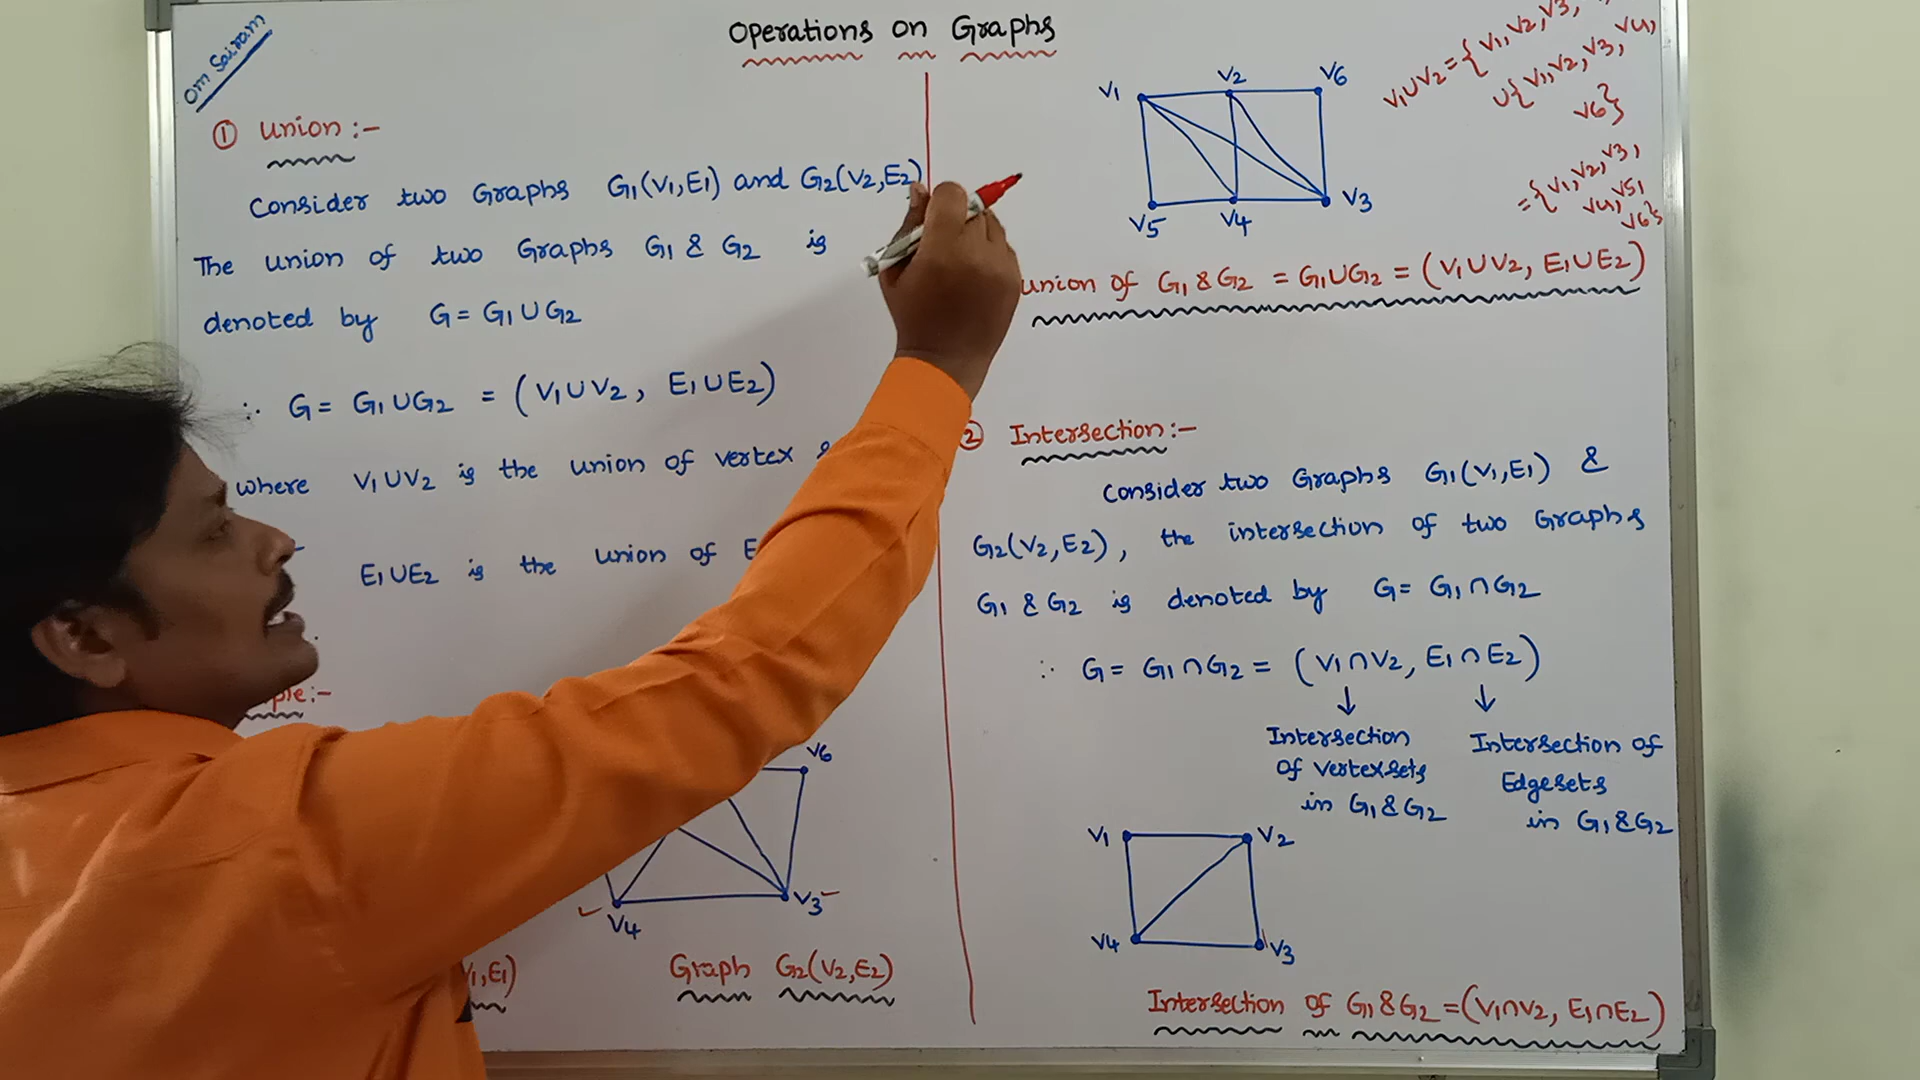 Om Sairam
Operations on Graphs
① Union :-
Consider two Graphs G1(V1,E1) and G2(V2,E2)
The union of two Graphs G1 & G2 is
denoted by G = G1 ∪ G2
∴ G = G1 ∪ G2 = (V1 ∪ V2, E1 ∪ E2)
where V1 ∪ V2 is the union of vertex
E1 ∪ E2 is the union of E
ple:-
V6
V4
V3
V1,E1)
Graph G2(V2,E2)
V1 V2 V6
V5 V4 V3
V1∪V2 = {V1,V2,V3,
∪{V1,V2,V3,V4,
V6}
= {V1,V2,V3,
V4,V5,
V6}
union of G1 & G2 = G1∪G2 = (V1∪V2, E1∪E2)
② Intersection :-
Consider two Graphs G1(V1,E1) &
G2(V2,E2), the intersection of two Graphs
G1 & G2 is denoted by G = G1 ∩ G2
∴ G = G1 ∩ G2 = (V1 ∩ V2, E1 ∩ E2)
↓ ↓
Intersection
of vertexsets
in G1 & G2
Intersection of
Edgesets
in G1 & G2
V1 V2
V4 V3
Intersection of G1 & G2 = (V1∩V2, E1∩E2)